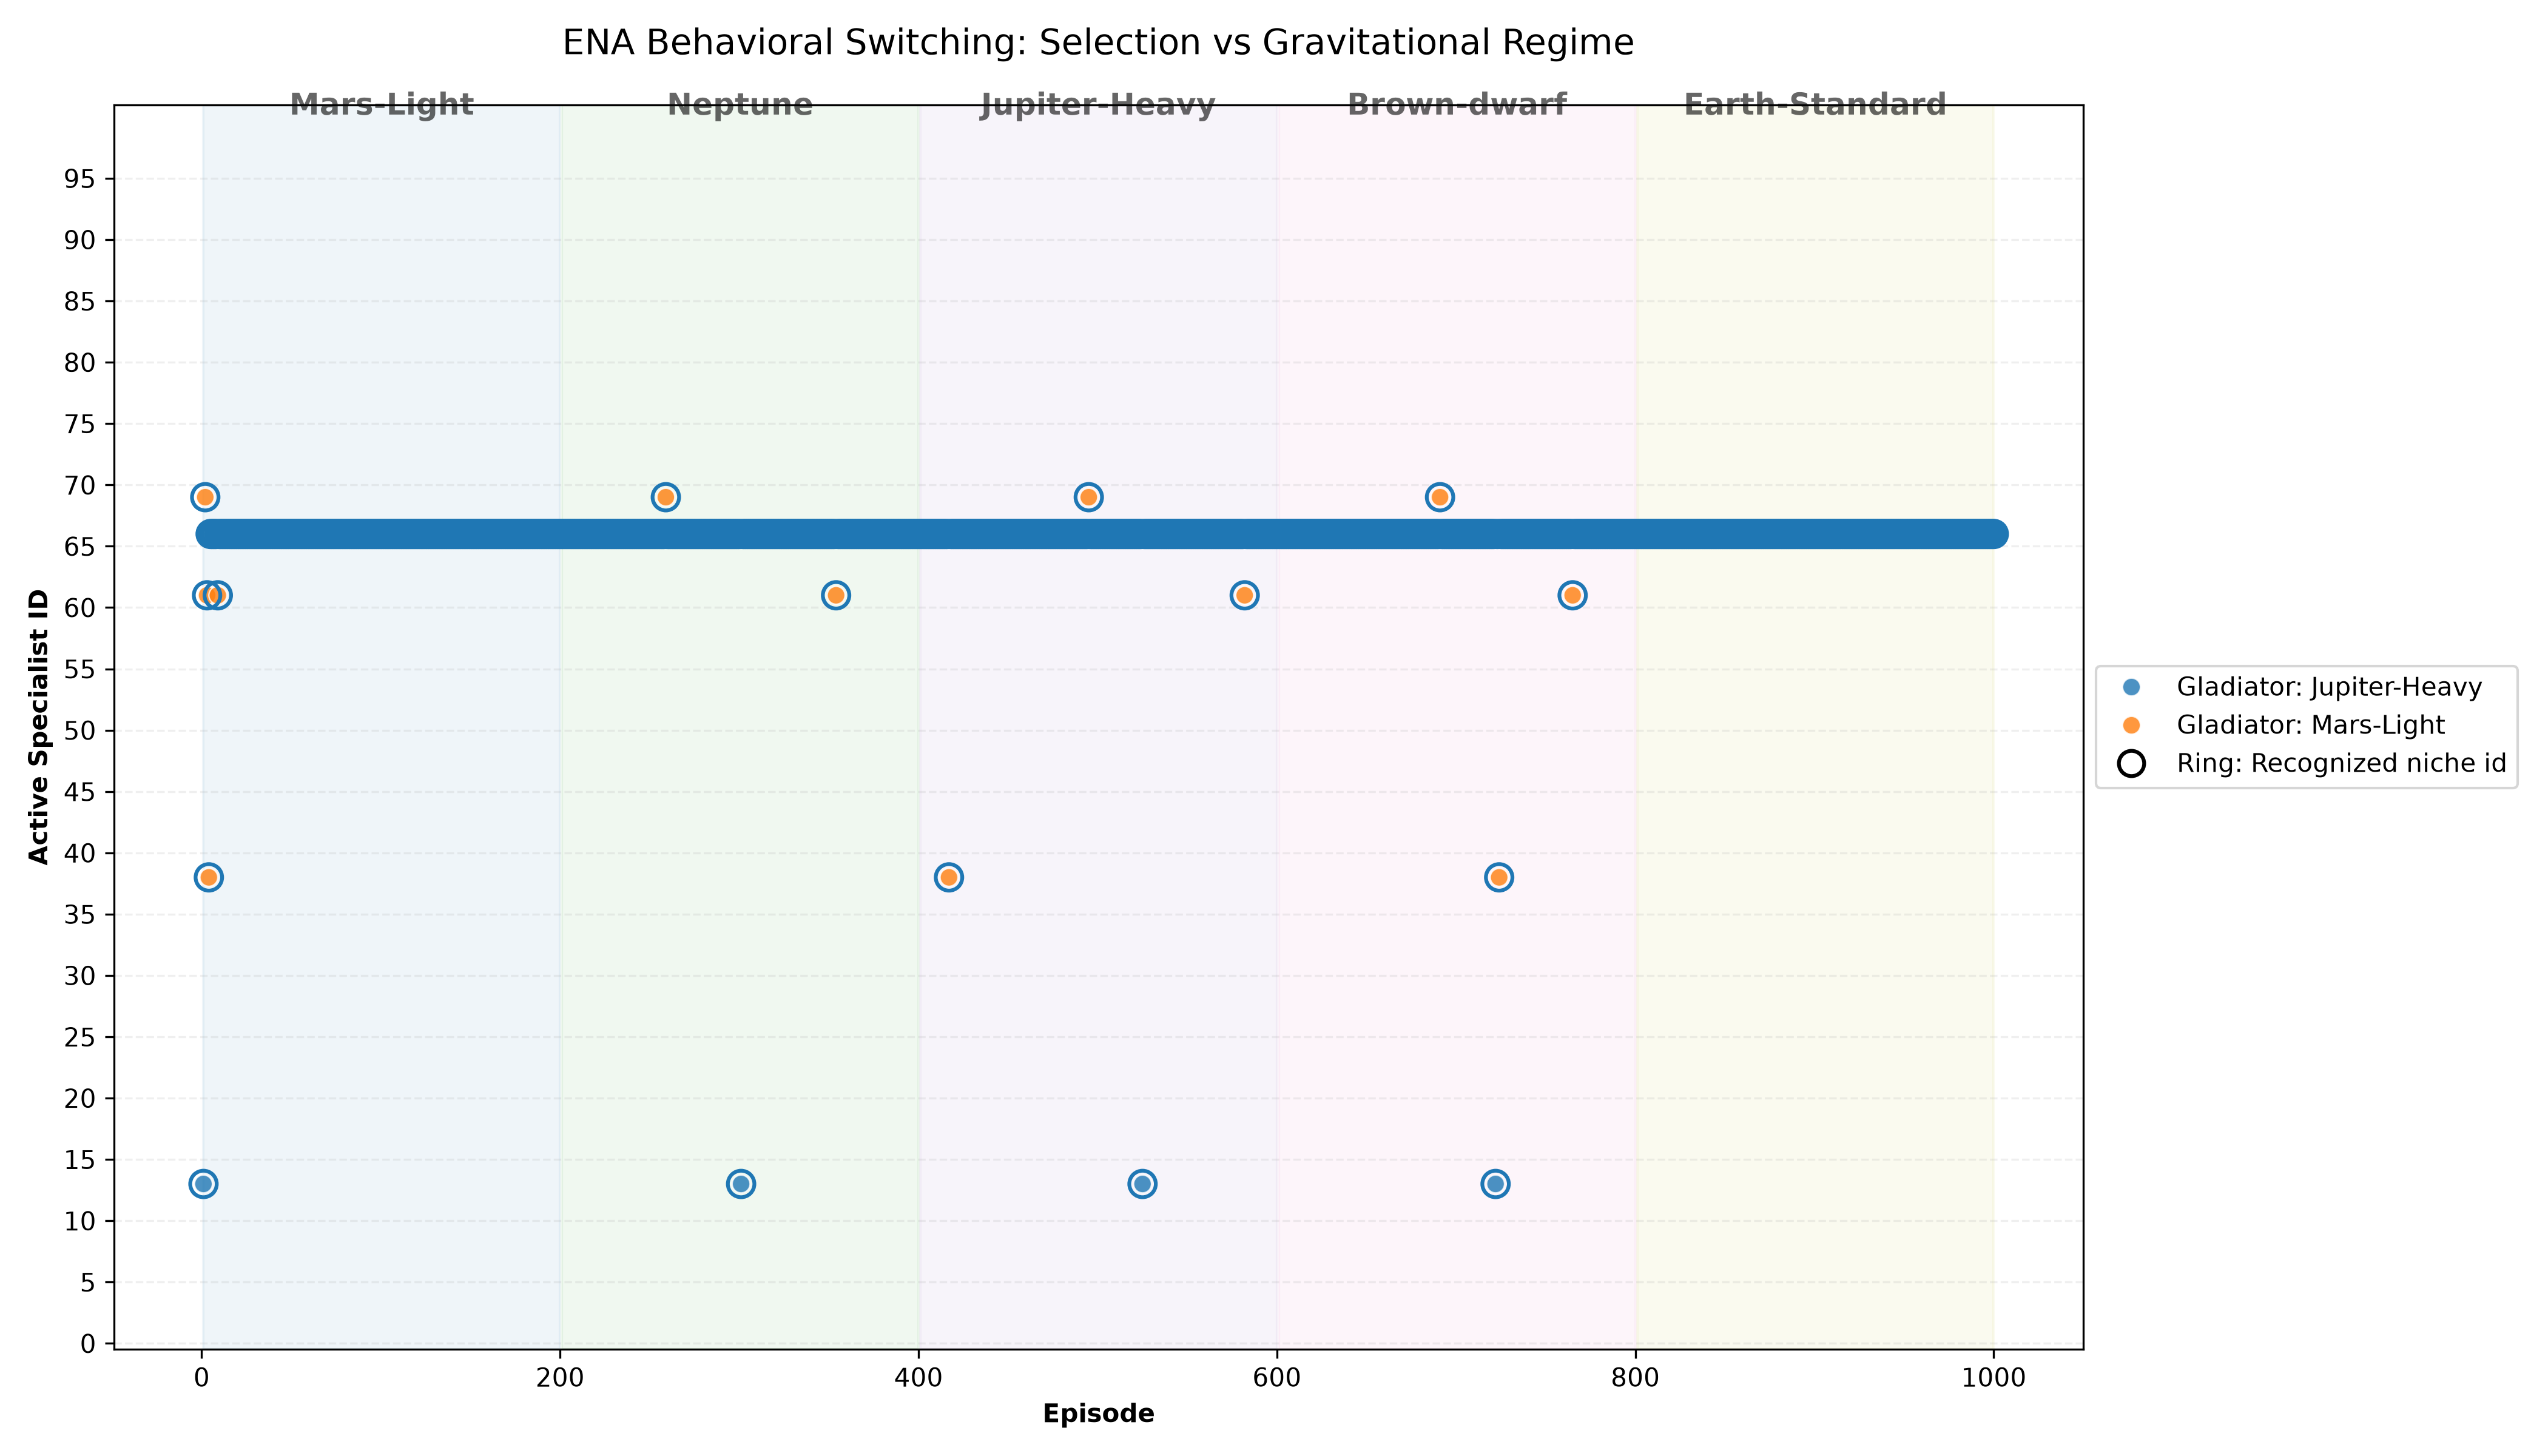 ENA Behavioral Switching: Selection vs Gravitational Regime
Mars-Light Neptune Jupiter-Heavy Brown-dwarf Earth-Standard
95
90
85
80
75
70
65
60
55
50
45
40
35
30
25
20
15
10
5
0
Active Specialist ID
0 200 400 600 800 1000
Episode
Gladiator: Jupiter-Heavy
Gladiator: Mars-Light
Ring: Recognized niche id